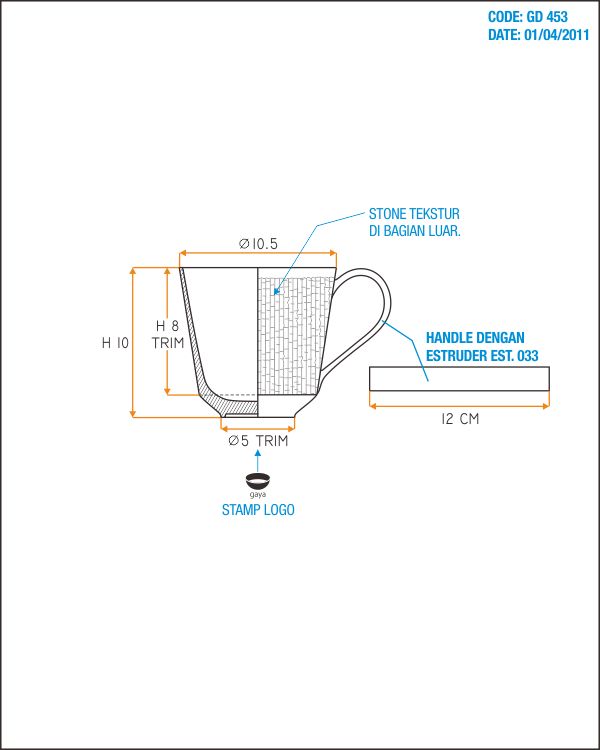 CODE: GD 453
DATE: 01/04/2011
STONE TEKSTUR
DI BAGIAN LUAR.
Ø10.5
H 10
H 8
TRIM
HANDLE DENGAN
ESTRUDER EST. 033
12 CM
Ø5 TRIM
gaya
STAMP LOGO